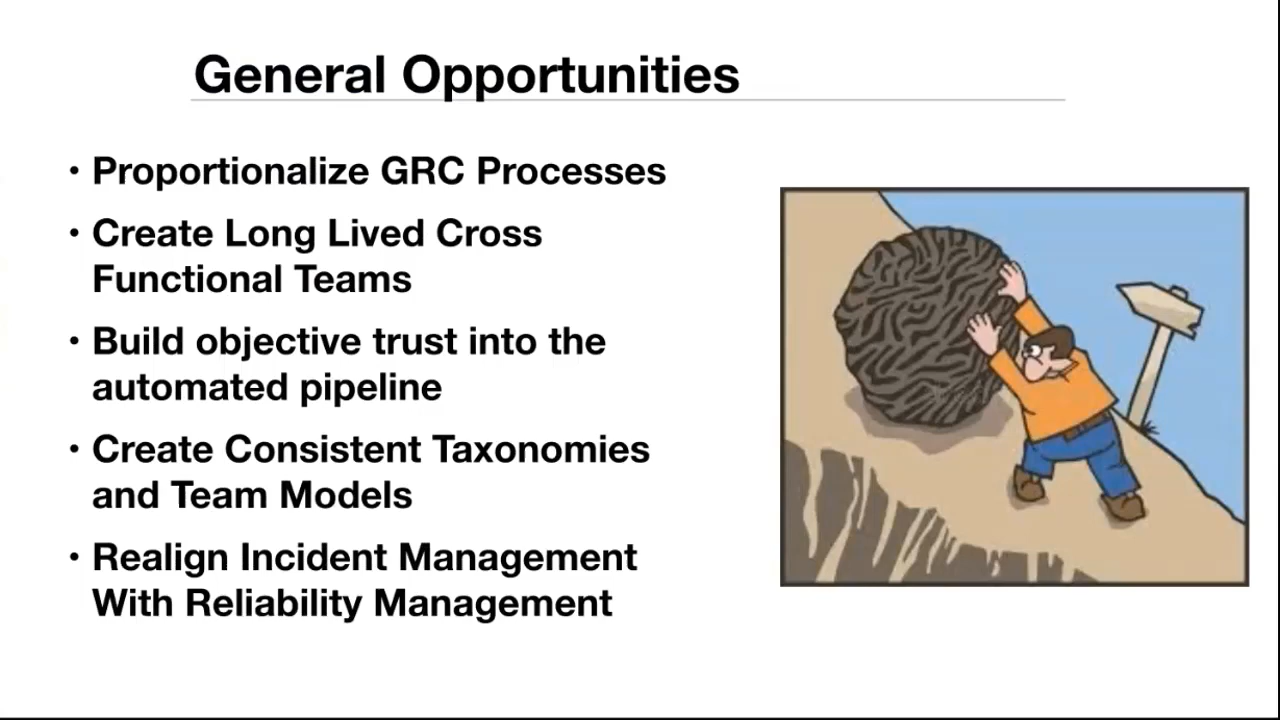 General Opportunities
• Proportionalize GRC Processes
• Create Long Lived Cross
Functional Teams
• Build objective trust into the
automated pipeline
• Create Consistent Taxonomies
and Team Models
• Realign Incident Management
With Reliability Management